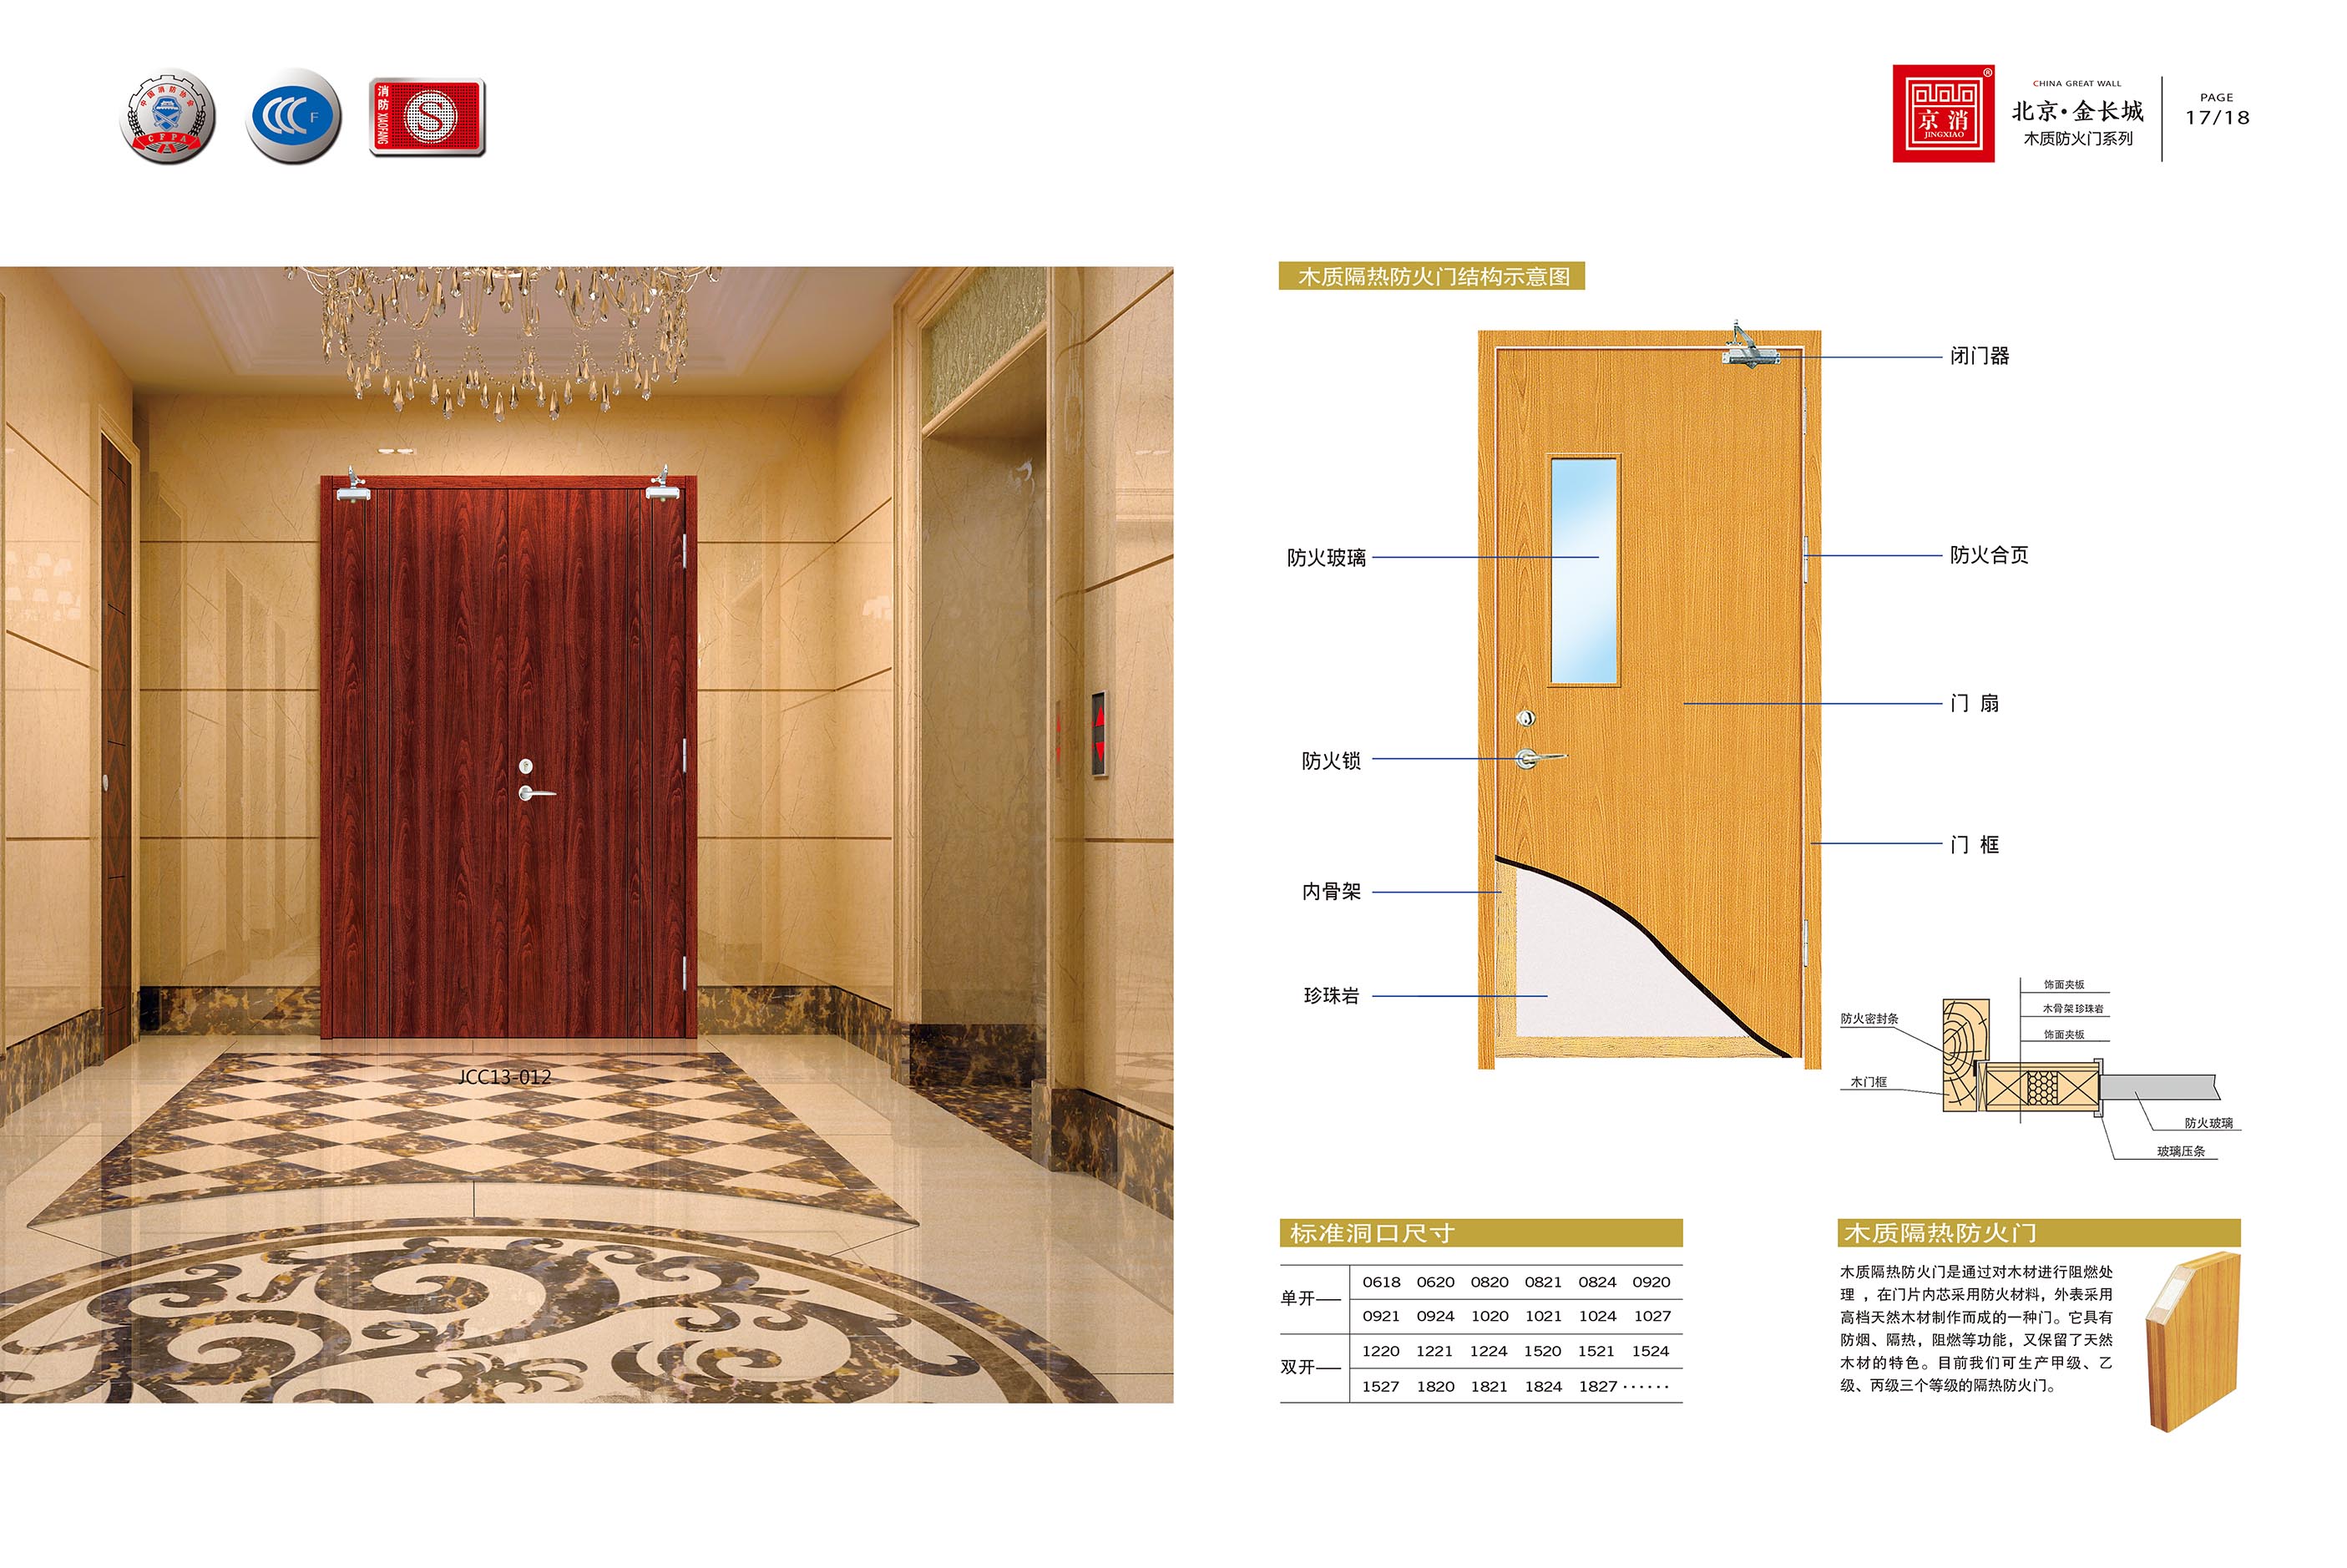 中国消防协会
CFPA
CCC F
消防 XIAOFANG
S
京消
JINGXIAO
®
CHINA GREAT WALL
北京·金长城
木质防火门系列
PAGE
17/18
JCC13-012
木质隔热防火门结构示意图
闭门器
防火玻璃
防火合页
门 扇
防火锁
门 框
内骨架
珍珠岩
饰面夹板
木骨架珍珠岩
饰面夹板
防火密封条
木门框
防火玻璃
玻璃压条
标准洞口尺寸
单开
0618 0620 0820 0821 0824 0920
0921 0924 1020 1021 1024 1027
双开
1220 1221 1224 1520 1521 1524
1527 1820 1821 1824 1827 ······
木质隔热防火门
木质隔热防火门是通过对木材进行阻燃处
理 ，在门片内芯采用防火材料，外表采用
高档天然木材制作而成的一种门。它具有
防烟、隔热，阻燃等功能，又保留了天然
木材的特色。目前我们可生产甲级、乙
级、丙级三个等级的隔热防火门。